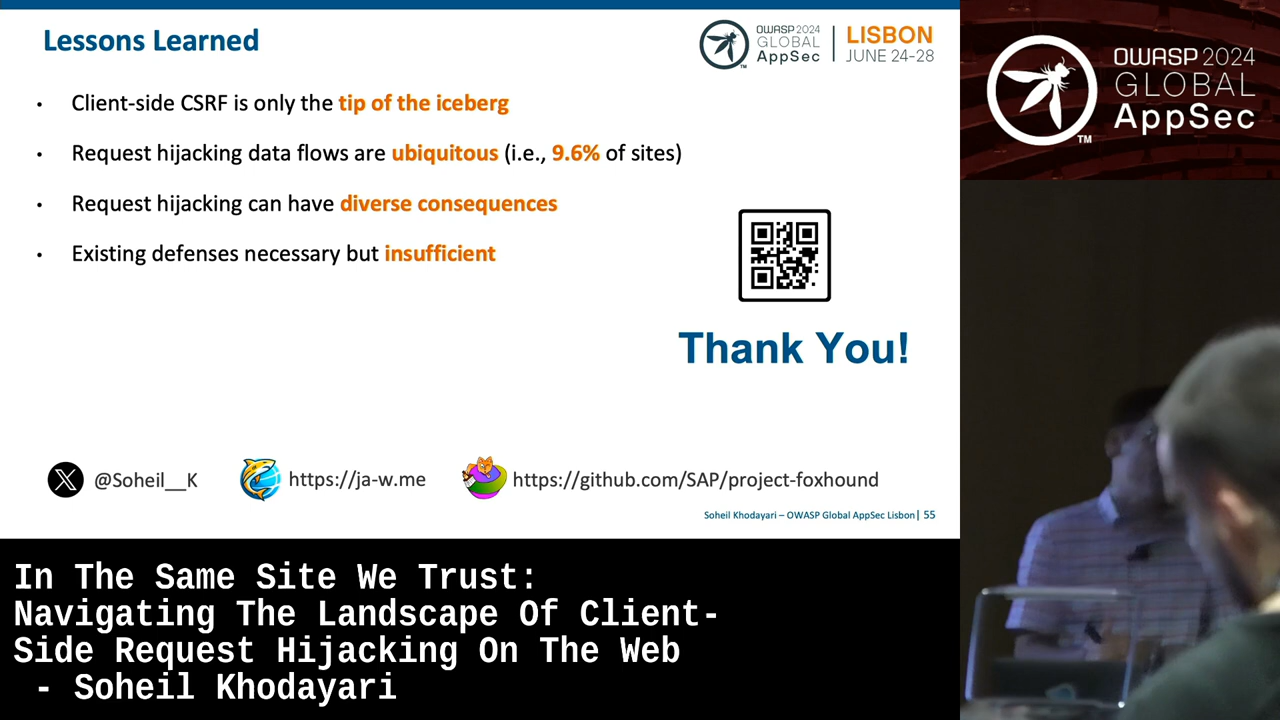 Lessons Learned
OWASP 2024
GLOBAL
AppSec
TM
LISBON
JUNE 24-28
• Client-side CSRF is only the tip of the iceberg
• Request hijacking data flows are ubiquitous (i.e., 9.6% of sites)
• Request hijacking can have diverse consequences
• Existing defenses necessary but insufficient
Thank You!
@Soheil__K
https://ja-w.me
https://github.com/SAP/project-foxhound
Soheil Khodayari – OWASP Global AppSec Lisbon| 55
OWASP 2024
GLOBAL
AppSec
TM
In The Same Site We Trust:
Navigating The Landscape Of Client-
Side Request Hijacking On The Web
- Soheil Khodayari